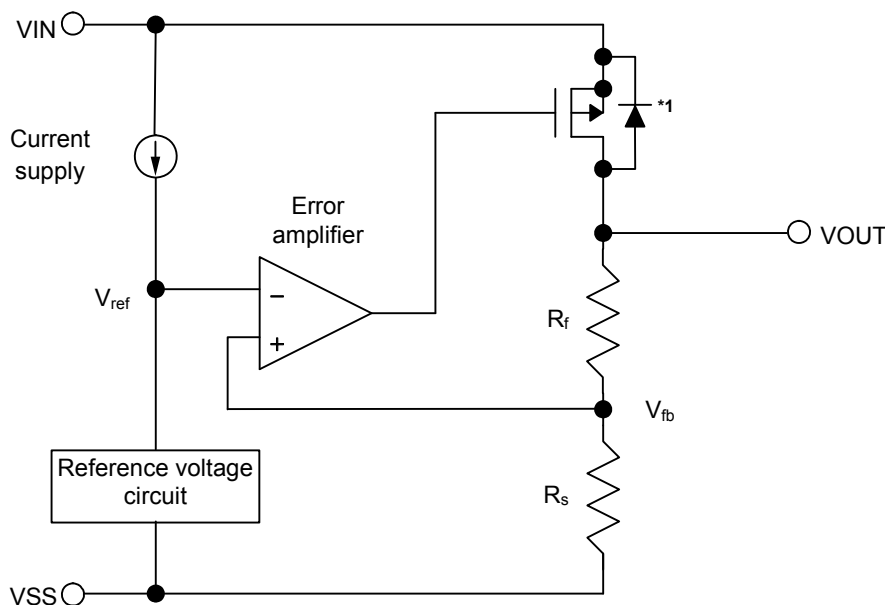 VIN
*1
Current
supply
Error
amplifier
VOUT
Vref
−
+
Rf
Vfb
Reference voltage
circuit
Rs
VSS